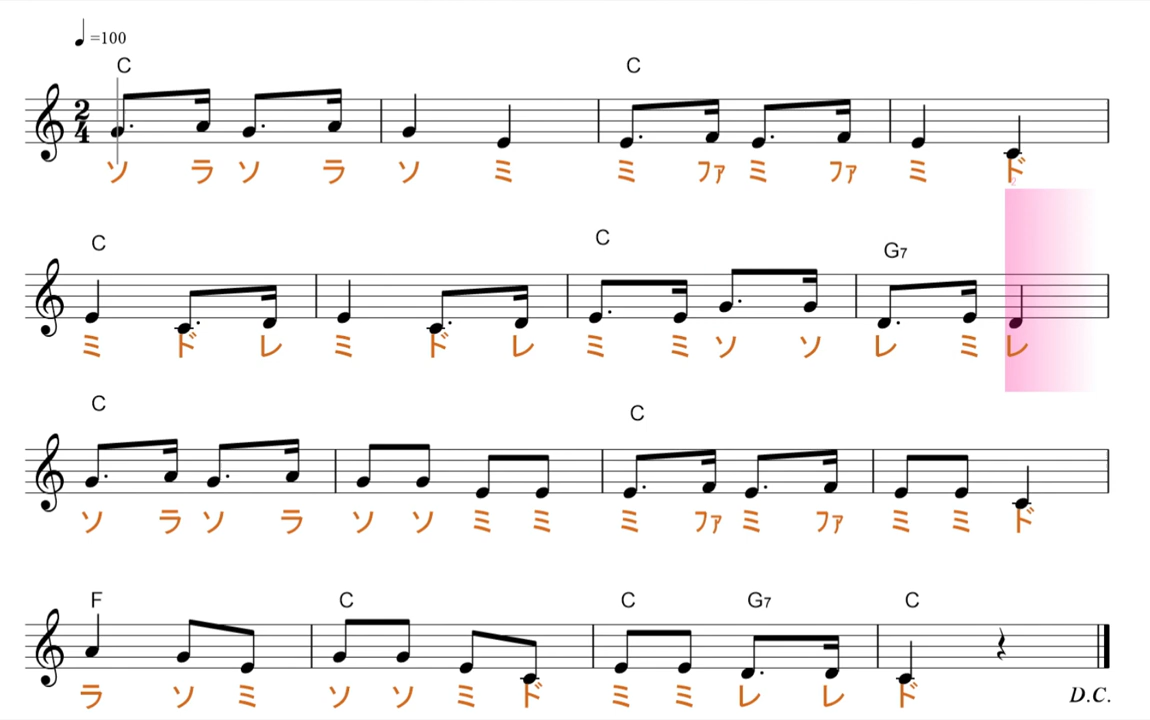 =100
C C
2
4
ソ ラ ソ ラ ソ ミ ミ ファ ミ ファ ミ ド
2
C C G7
ミ ド レ ミ ド レ ミ ミ ソ ソ レ ミ レ
C C
ソ ラ ソ ラ ソ ソ ミ ミ ミ ファ ミ ファ ミ ミ ド
F C C G7 C
ラ ソ ミ ソ ソ ミ ド ミ ミ レ レ ド
D.C.